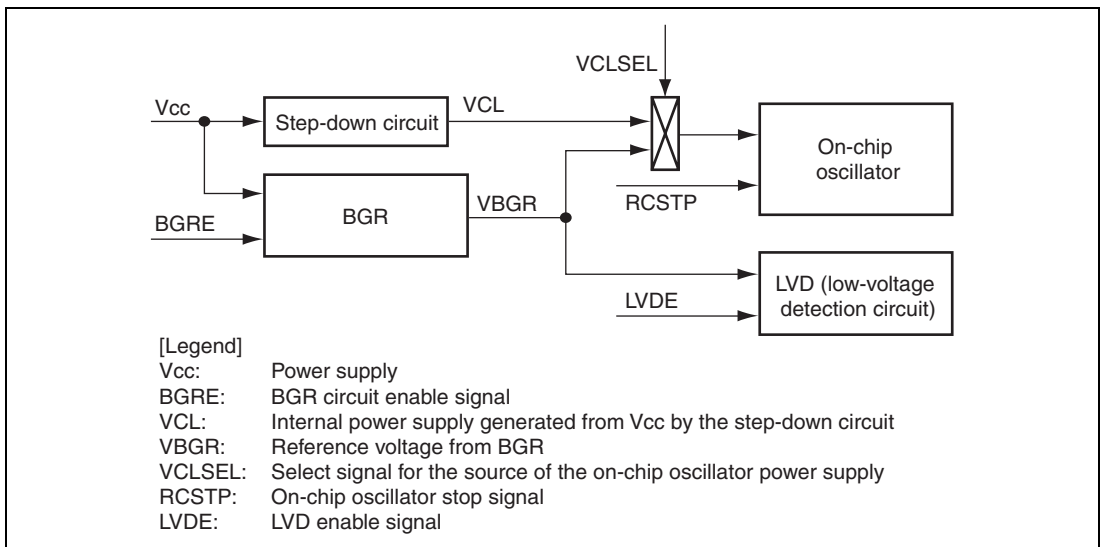 VCLSEL
Vcc
Step-down circuit
VCL
On-chip
oscillator
BGRE
BGR
VBGR
RCSTP
LVDE
LVD (low-voltage
detection circuit)
[Legend]
Vcc: Power supply
BGRE: BGR circuit enable signal
VCL: Internal power supply generated from Vcc by the step-down circuit
VBGR: Reference voltage from BGR
VCLSEL: Select signal for the source of the on-chip oscillator power supply
RCSTP: On-chip oscillator stop signal
LVDE: LVD enable signal